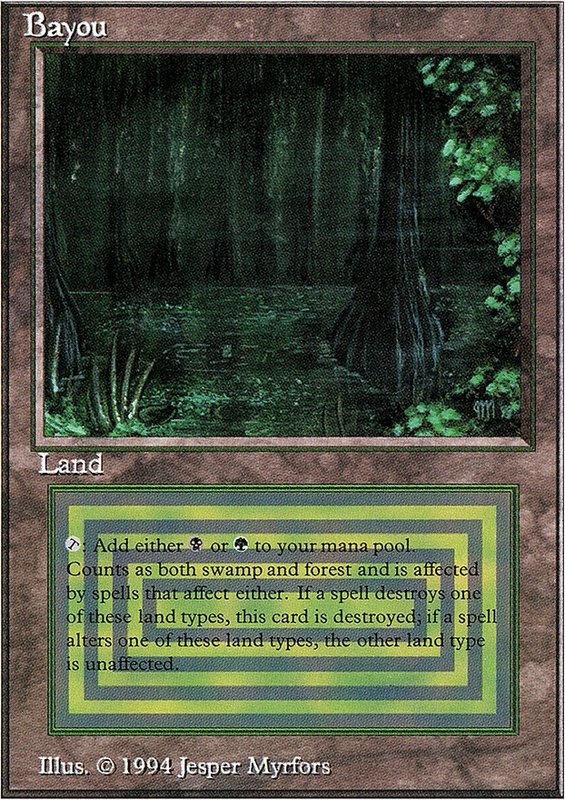 Bayou
Land
T: Add either or to your mana pool.
Counts as both swamp and forest and is affected
by spells that affect either. If a spell destroys one
of these land types, this card is destroyed; if a spell
alters one of these land types, the other land type
is unaffected.
Illus. © 1994 Jesper Myrfors